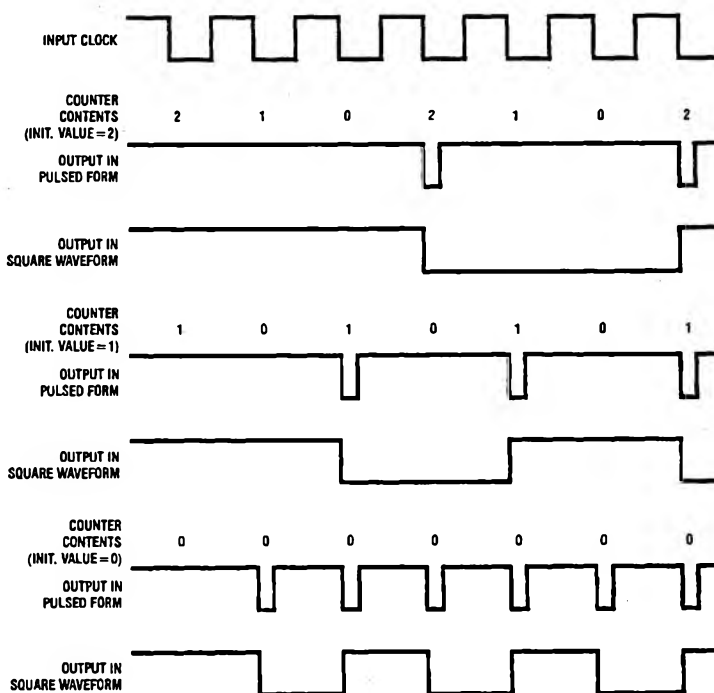 INPUT CLOCK
COUNTER
CONTENTS
(INIT. VALUE=2)
2 1 0 2 1 0 2
OUTPUT IN
PULSED FORM
OUTPUT IN
SQUARE WAVEFORM
COUNTER
CONTENTS
(INIT. VALUE=1)
1 0 1 0 1 0 1
OUTPUT IN
PULSED FORM
OUTPUT IN
SQUARE WAVEFORM
COUNTER
CONTENTS
(INIT. VALUE=0)
0 0 0 0 0 0 0
OUTPUT IN
PULSED FORM
OUTPUT IN
SQUARE WAVEFORM